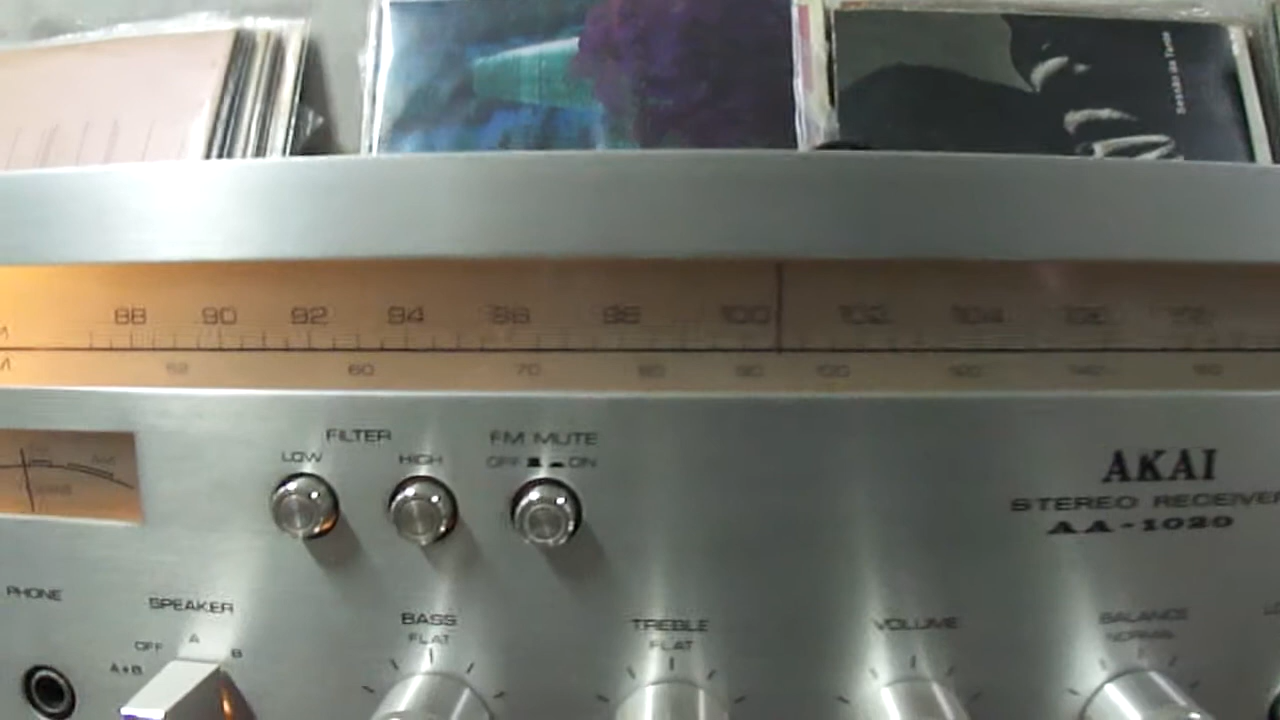 88 90 92 94 96 98 100 102 104 106
60 70 80 90
FILTER
LOW HIGH
FM MUTE
OFF ON
AKAI
STEREO RECEIVER
AA-1020
PHONE
SPEAKER
A+B OFF A B
BASS
FLAT
TREBLE
FLAT
VOLUME
BALANCE
NORMAL